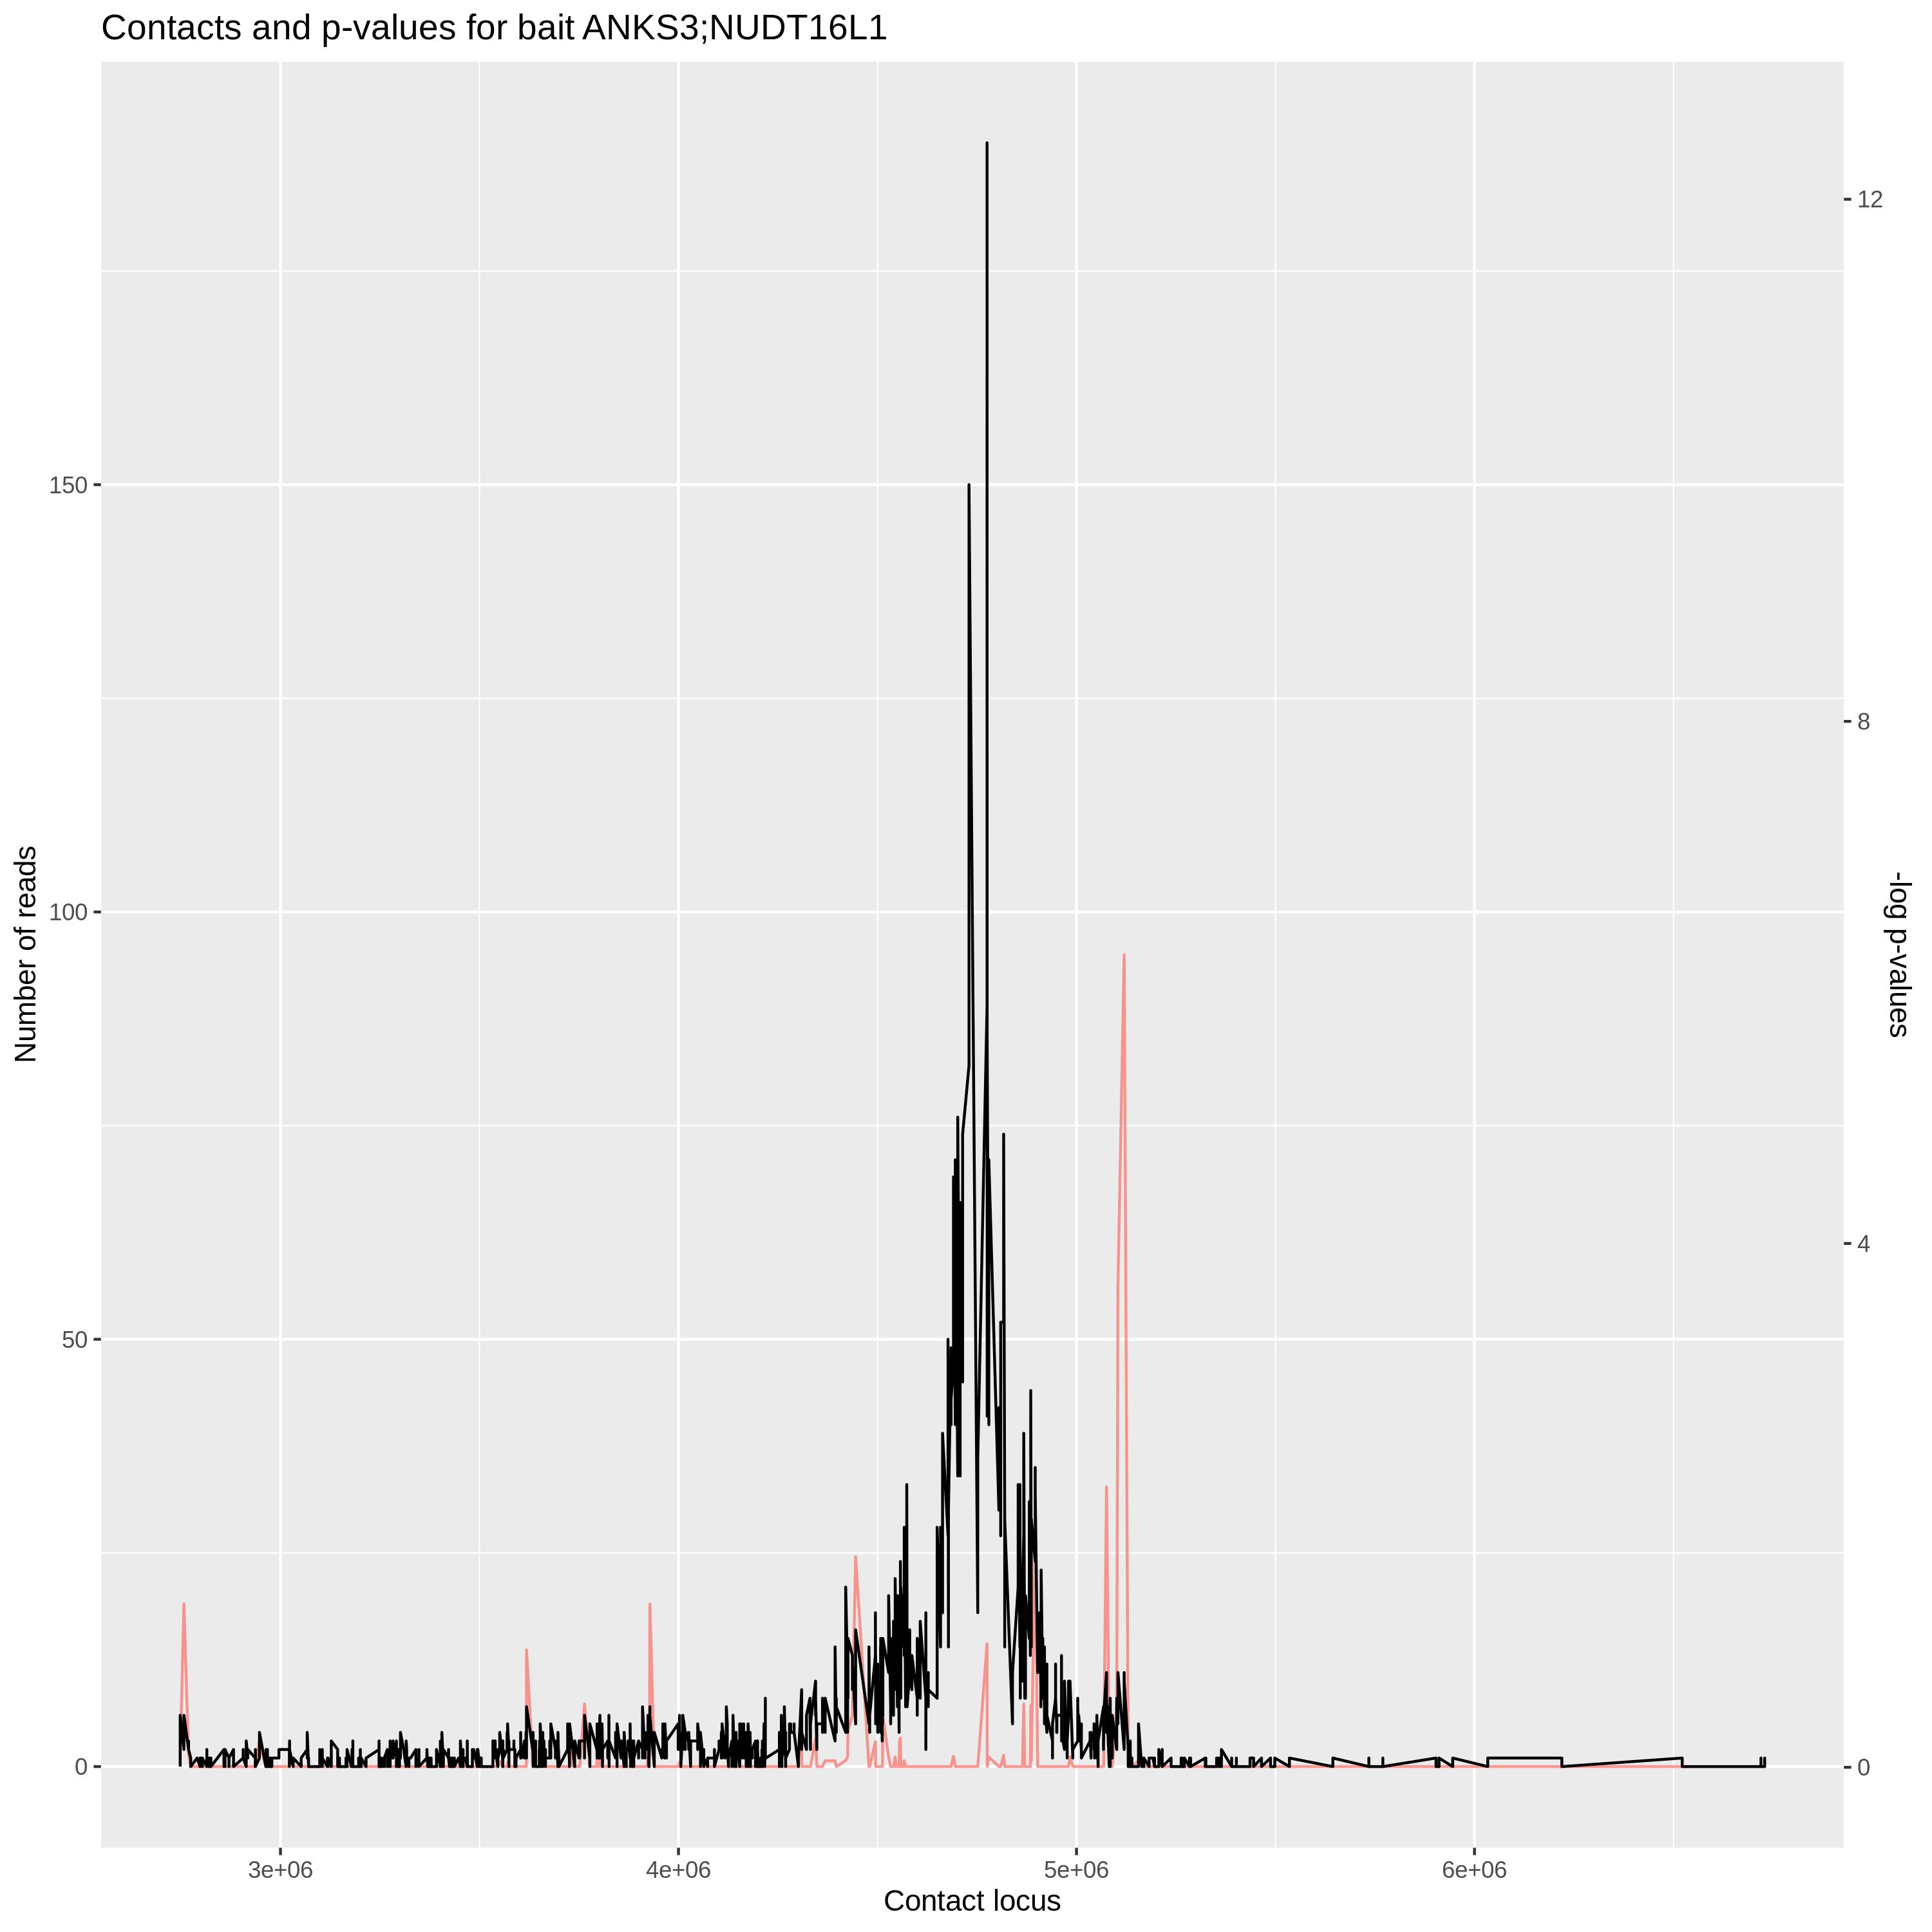 Contacts and p-values for bait ANKS3;NUDT16L1
Number of reads
150
100
50
0
12
8
4
0
-log p-values
3e+06
4e+06
5e+06
6e+06
Contact locus